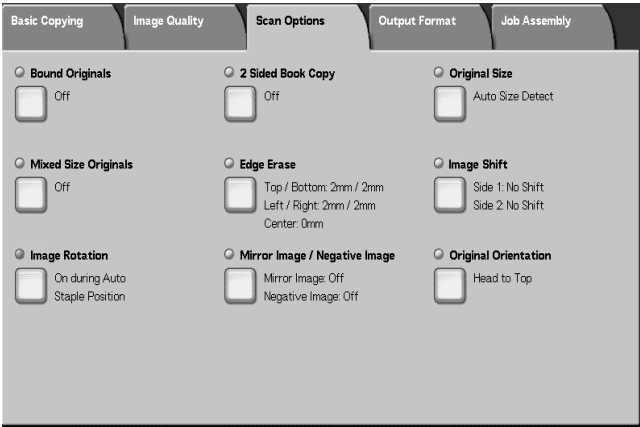 Basic Copying
Image Quality
Scan Options
Output Format
Job Assembly
Bound Originals
Off
2 Sided Book Copy
Off
Original Size
Auto Size Detect
Mixed Size Originals
Off
Edge Erase
Top / Bottom: 2mm / 2mm
Left / Right: 2mm / 2mm
Center: 0mm
Image Shift
Side 1: No Shift
Side 2: No Shift
Image Rotation
On during Auto
Staple Position
Mirror Image / Negative Image
Mirror Image: Off
Negative Image: Off
Original Orientation
Head to Top